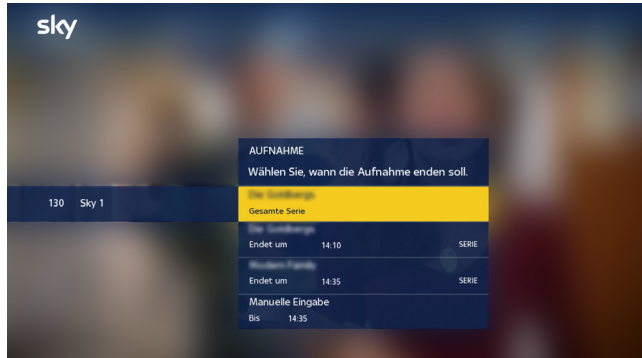 sky
AUFNAHME
Wählen Sie, wann die Aufnahme enden soll.
130 Sky 1
Gesamte Serie
Endet um 14:10 SERIE
Endet um 14:35 SERIE
Manuelle Eingabe
Bis 14:35